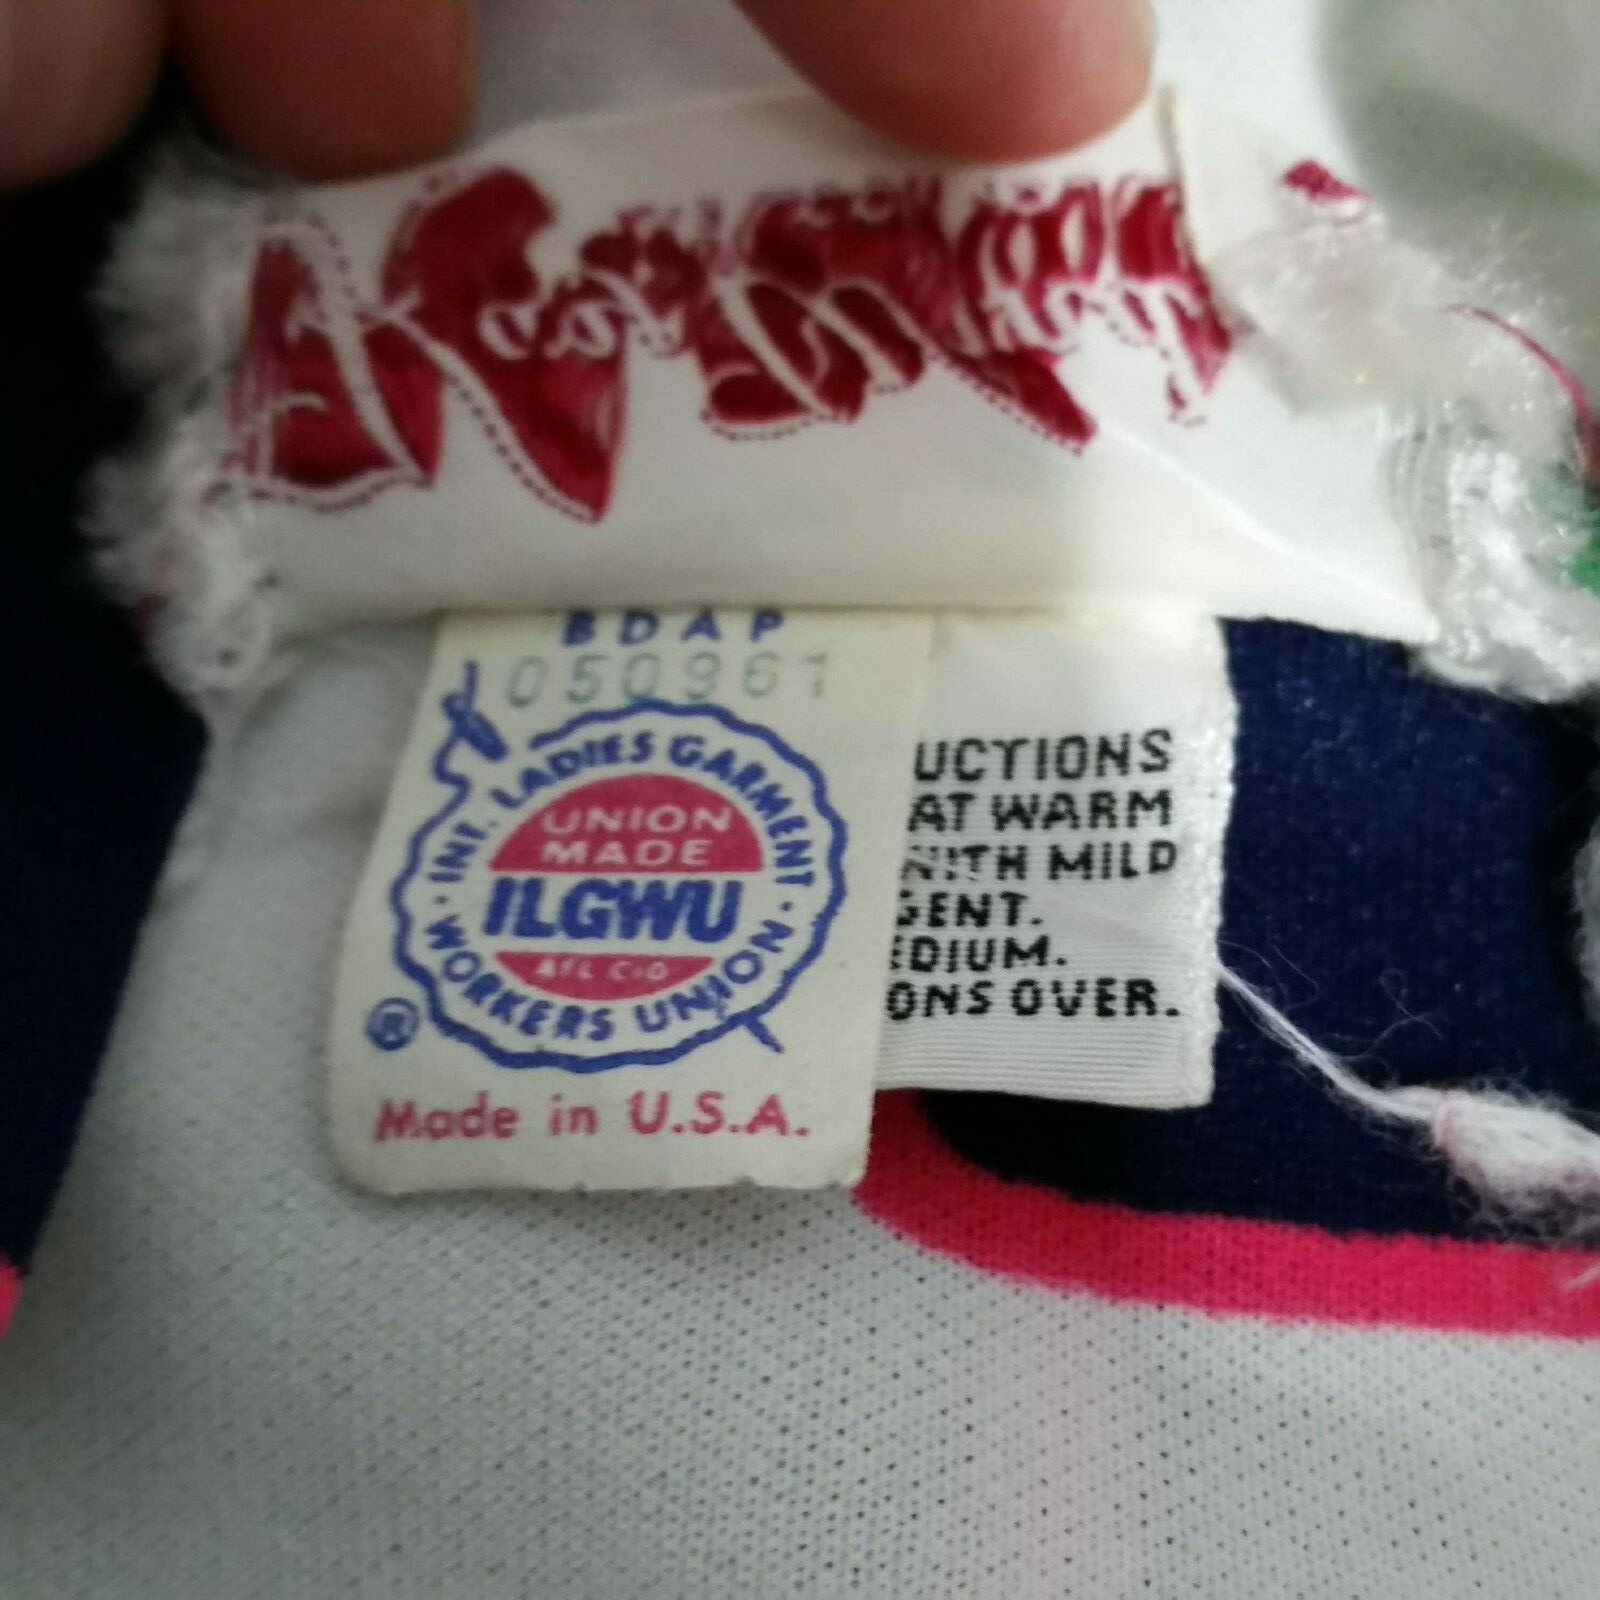 BDAP
050961
INT. LADIES GARMENT
UNION
MADE
ILGWU
AFL CIO
WORKERS UNION
®
Made in U.S.A.
UCTIONS
AT WARM
WITH MILD
GENT.
EDIUM.
ONS OVER.